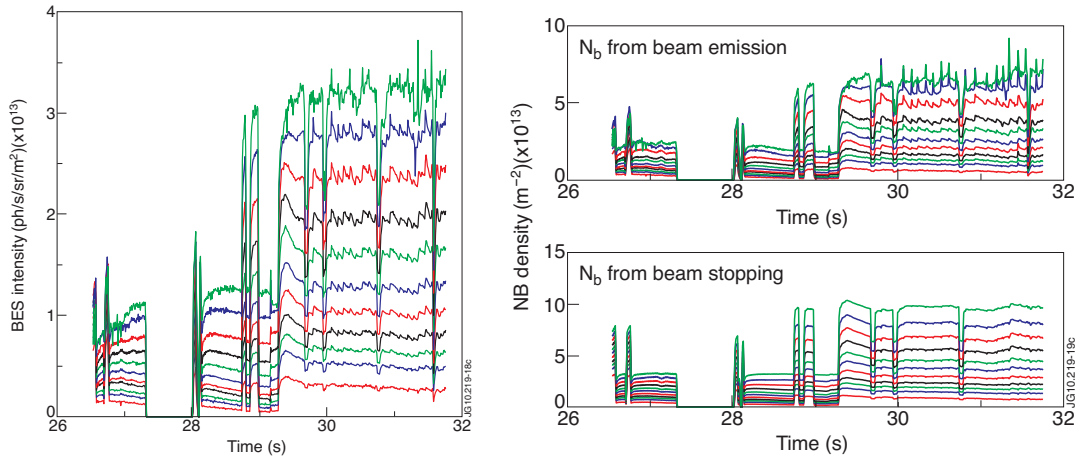 4
3
2
1
0
26
28
30
32
Time (s)
BES intensity (ph/s/sr/m²)(x10¹³)
JG10.219-18c
10
5
0
N_b from beam emission
26
28
30
32
Time (s)
NB density (m⁻²)(x10¹³)
15
10
5
0
N_b from beam stopping
26
28
30
32
Time (s)
JG10.2219-19c